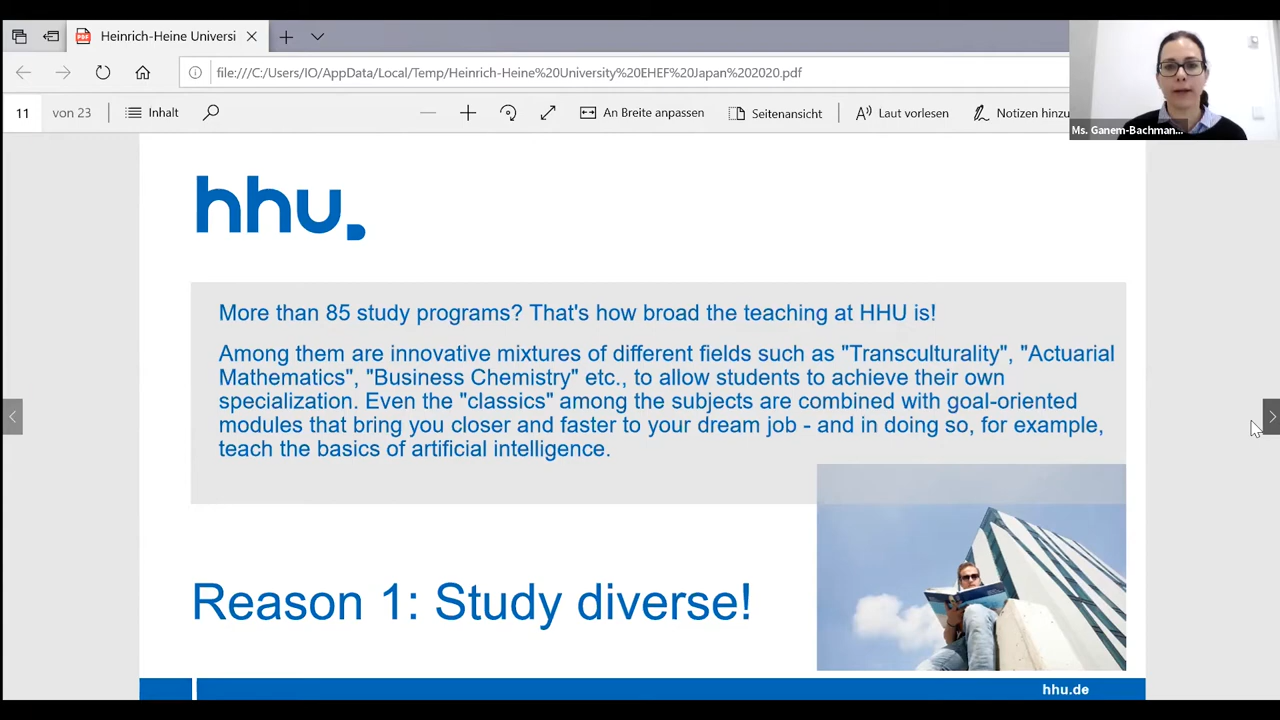 Heinrich-Heine Universi
file:///C:/Users/IO/AppData/Local/Temp/Heinrich-Heine%20University%20EHEF%20Japan%202020.pdf
11 von 23 Inhalt An Breite anpassen Seitenansicht Laut vorlesen Notizen hinzu
Ms. Ganem-Bachman...
hhu.
More than 85 study programs? That's how broad the teaching at HHU is!
Among them are innovative mixtures of different fields such as "Transculturality", "Actuarial
Mathematics", "Business Chemistry" etc., to allow students to achieve their own
specialization. Even the "classics" among the subjects are combined with goal-oriented
modules that bring you closer and faster to your dream job - and in doing so, for example,
teach the basics of artificial intelligence.
Reason 1: Study diverse!
hhu.de